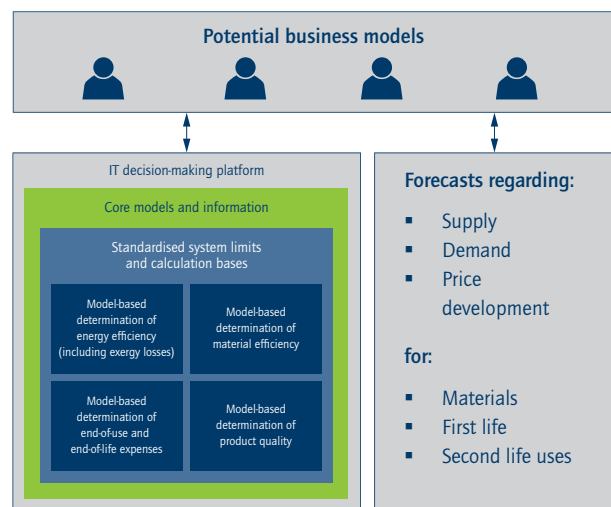 Potential business models
IT decision-making platform
Core models and information
Standardised system limits
and calculation bases
Model-based
determination of
energy efficiency
(including exergy losses)
Model-based
determination of
material efficiency
Model-based
determination of
end-of-use and
end-of-life expenses
Model-based
determination of
product quality
Forecasts regarding:
▪ Supply
▪ Demand
▪ Price
development
for:
▪ Materials
▪ First life
▪ Second life uses